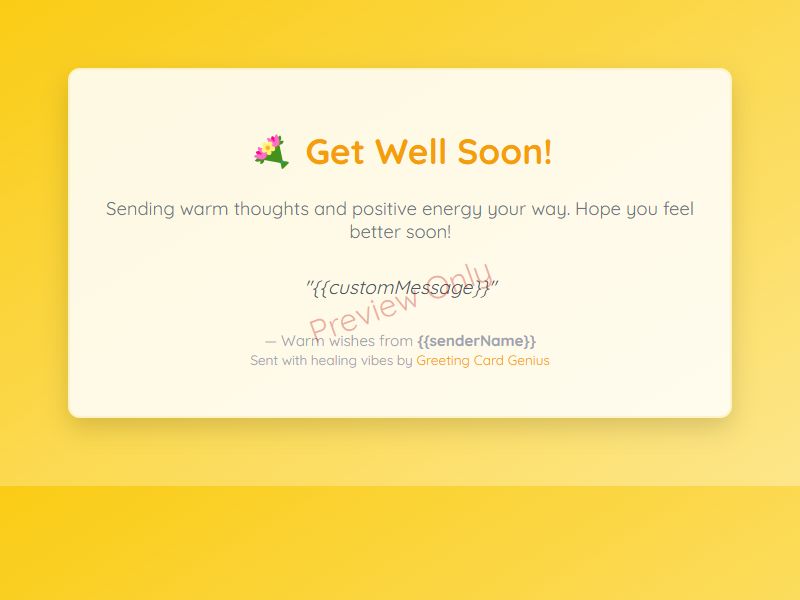 Get Well Soon!
Sending warm thoughts and positive energy your way. Hope you feel
better soon!
"{{customMessage}}"
Preview Only
— Warm wishes from {{senderName}}
Sent with healing vibes by Greeting Card Genius